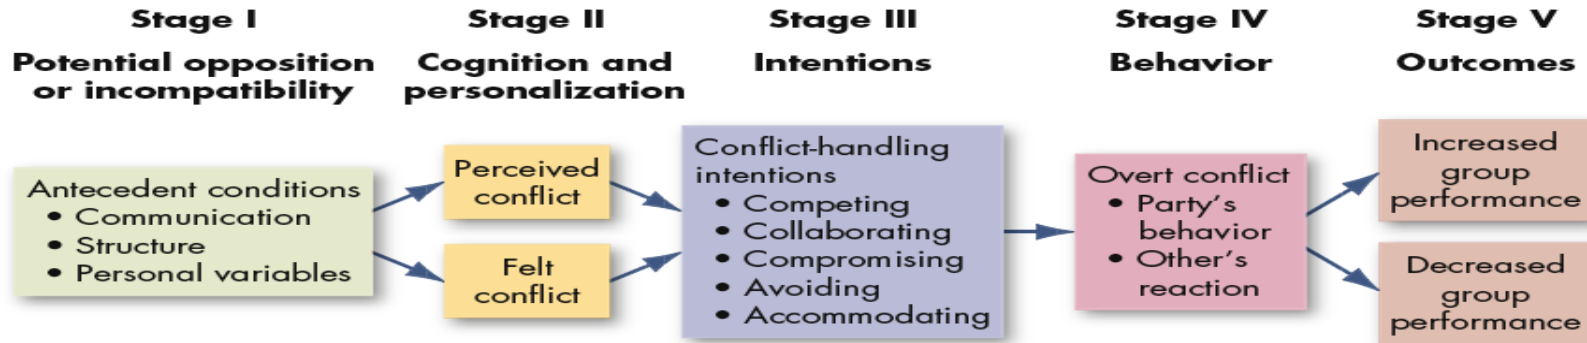 Stage I
Potential opposition
or incompatibility
Stage II
Cognition and
personalization
Stage III
Intentions
Stage IV
Behavior
Stage V
Outcomes
Antecedent conditions
• Communication
• Structure
• Personal variables
Perceived
conflict
Felt
conflict
Conflict-handling
intentions
• Competing
• Collaborating
• Compromising
• Avoiding
• Accommodating
Overt conflict
• Party's
behavior
• Other's
reaction
Increased
group
performance
Decreased
group
performance